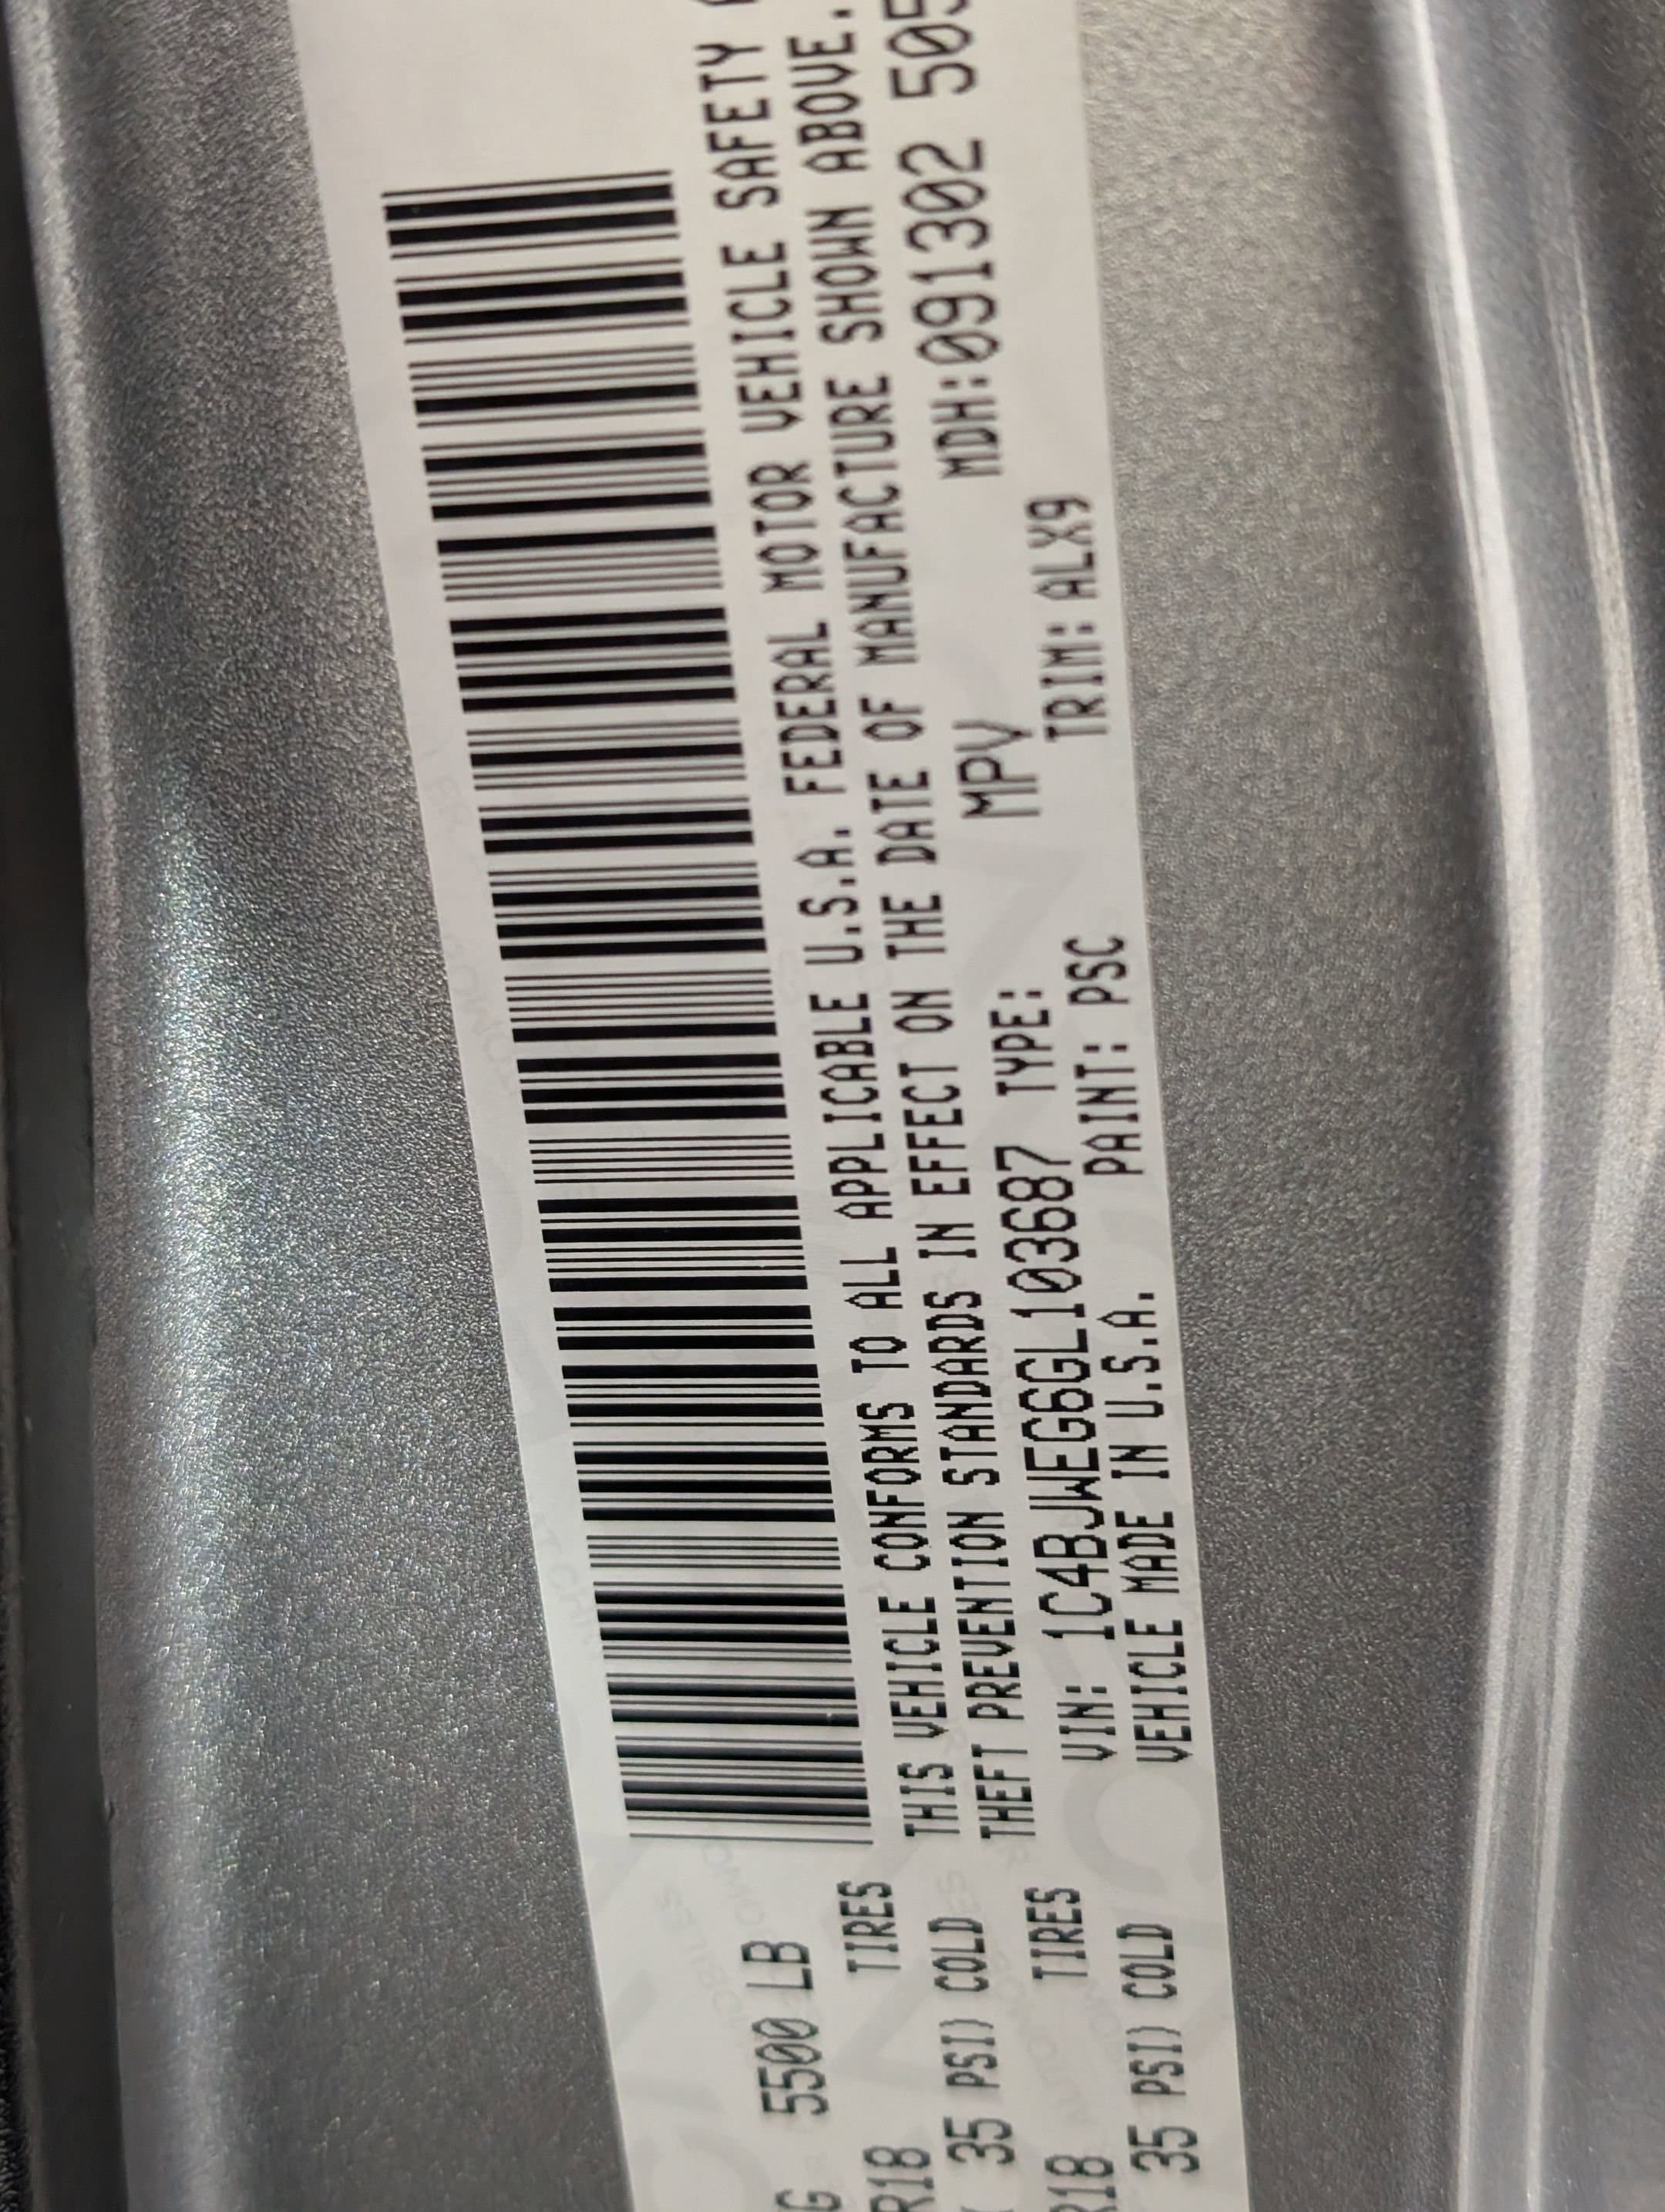 G 5500 LB
R18 TIRES
35 PSI) COLD
R18 TIRES
35 PSI) COLD
THIS VEHICLE CONFORMS TO ALL APPLICABLE U.S.A. FEDERAL MOTOR VEHICLE SAFETY
THEFT PREVENTION STANDARDS IN EFFECT ON THE DATE OF MANUFACTURE SHOWN ABOVE.
VIN: 1C4BJWEG6GL103687 TYPE: MPV MDH:091302 505
VEHICLE MADE IN U.S.A. PAINT: PSC TRIM: ALX9